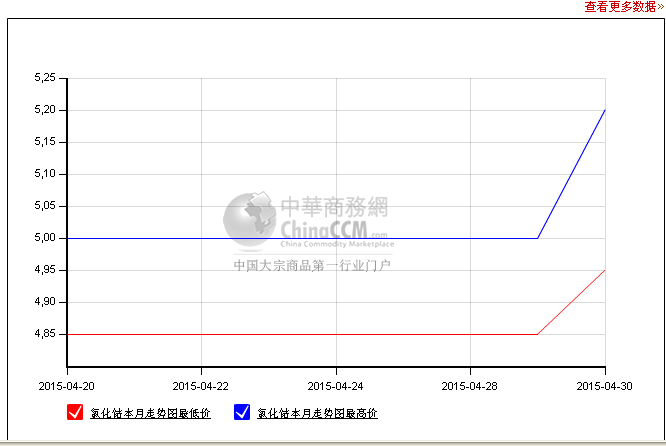 查看更多数据»
5,25
5,20
5,15
5,10
5,05
5,00
4,95
4,90
4,85
中華商務網
ChinaCCM.com
China Commodity Marketplace
中国大宗商品第一行业门户
2015-04-20 2015-04-22 2015-04-24 2015-04-28 2015-04-30
氯化钴本月走势图最低价 氯化钴本月走势图最高价